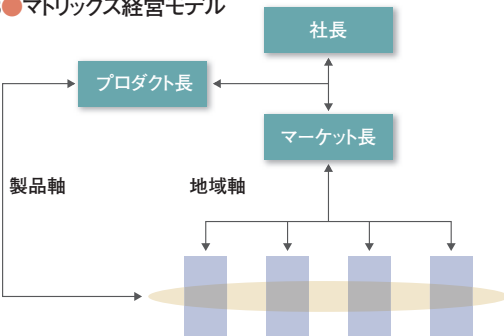 マトリックス経営モデル
社長
プロダクト長
マーケット長
製品軸
地域軸